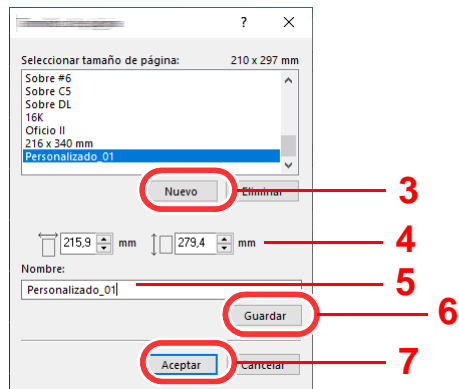 ?
Seleccionar tamaño de página: 210 x 297 mm
Sobre #6
Sobre C5
Sobre DL
16K
Oficio II
216 x 340 mm
Personalizado_01
Nuevo Eliminar 3
215,9 mm 279,4 mm 4
Nombre:
Personalizado_01 5
Guardar 6
Aceptar Cancelar 7